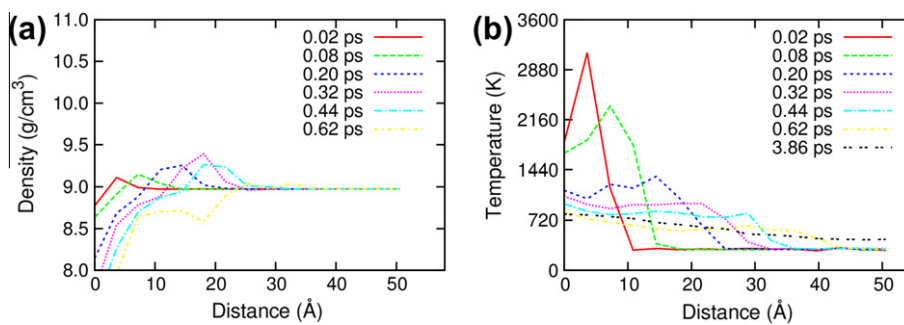 (a)
Density (g/cm³)
11.0
10.5
10.0
9.5
9.0
8.5
8.0
0.02 ps
0.08 ps
0.20 ps
0.32 ps
0.44 ps
0.62 ps
0 10 20 30 40 50
Distance (Å)
(b)
Temperature (K)
3600
2880
2160
1440
720
0
0.02 ps
0.08 ps
0.20 ps
0.32 ps
0.44 ps
0.62 ps
3.86 ps
0 10 20 30 40 50
Distance (Å)